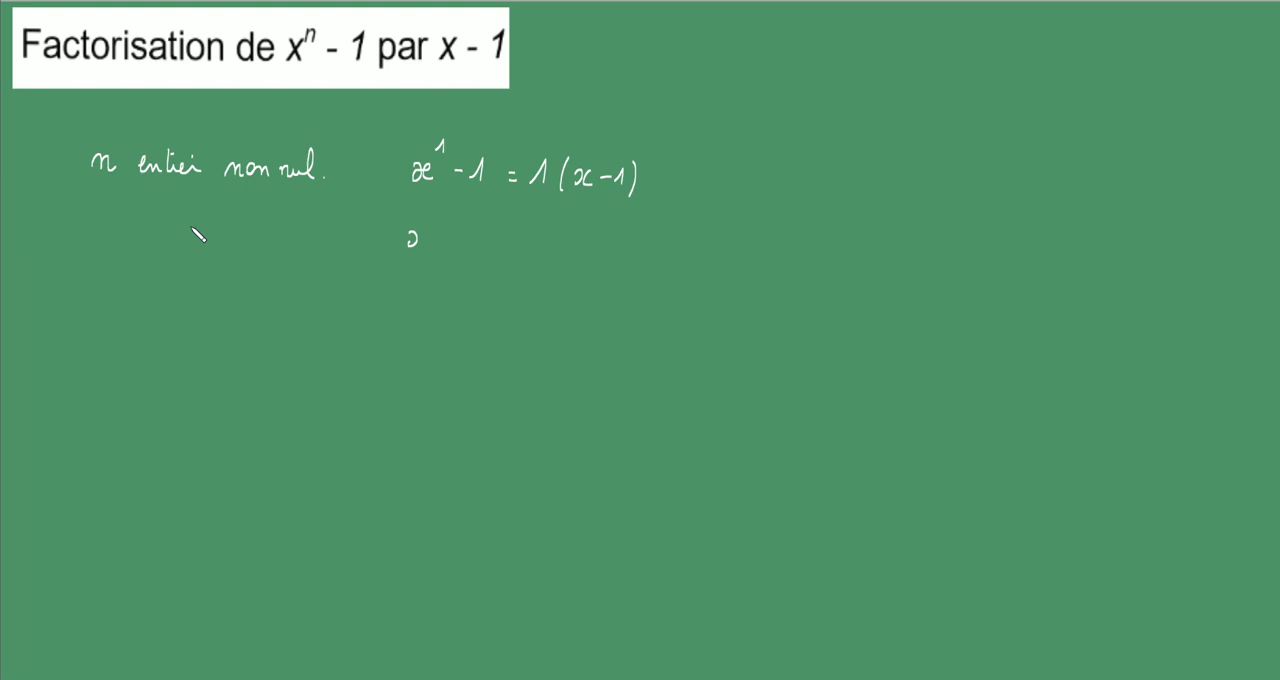 Factorisation de xⁿ - 1 par x - 1
n entier non nul. x¹ - 1 = 1 (x - 1)